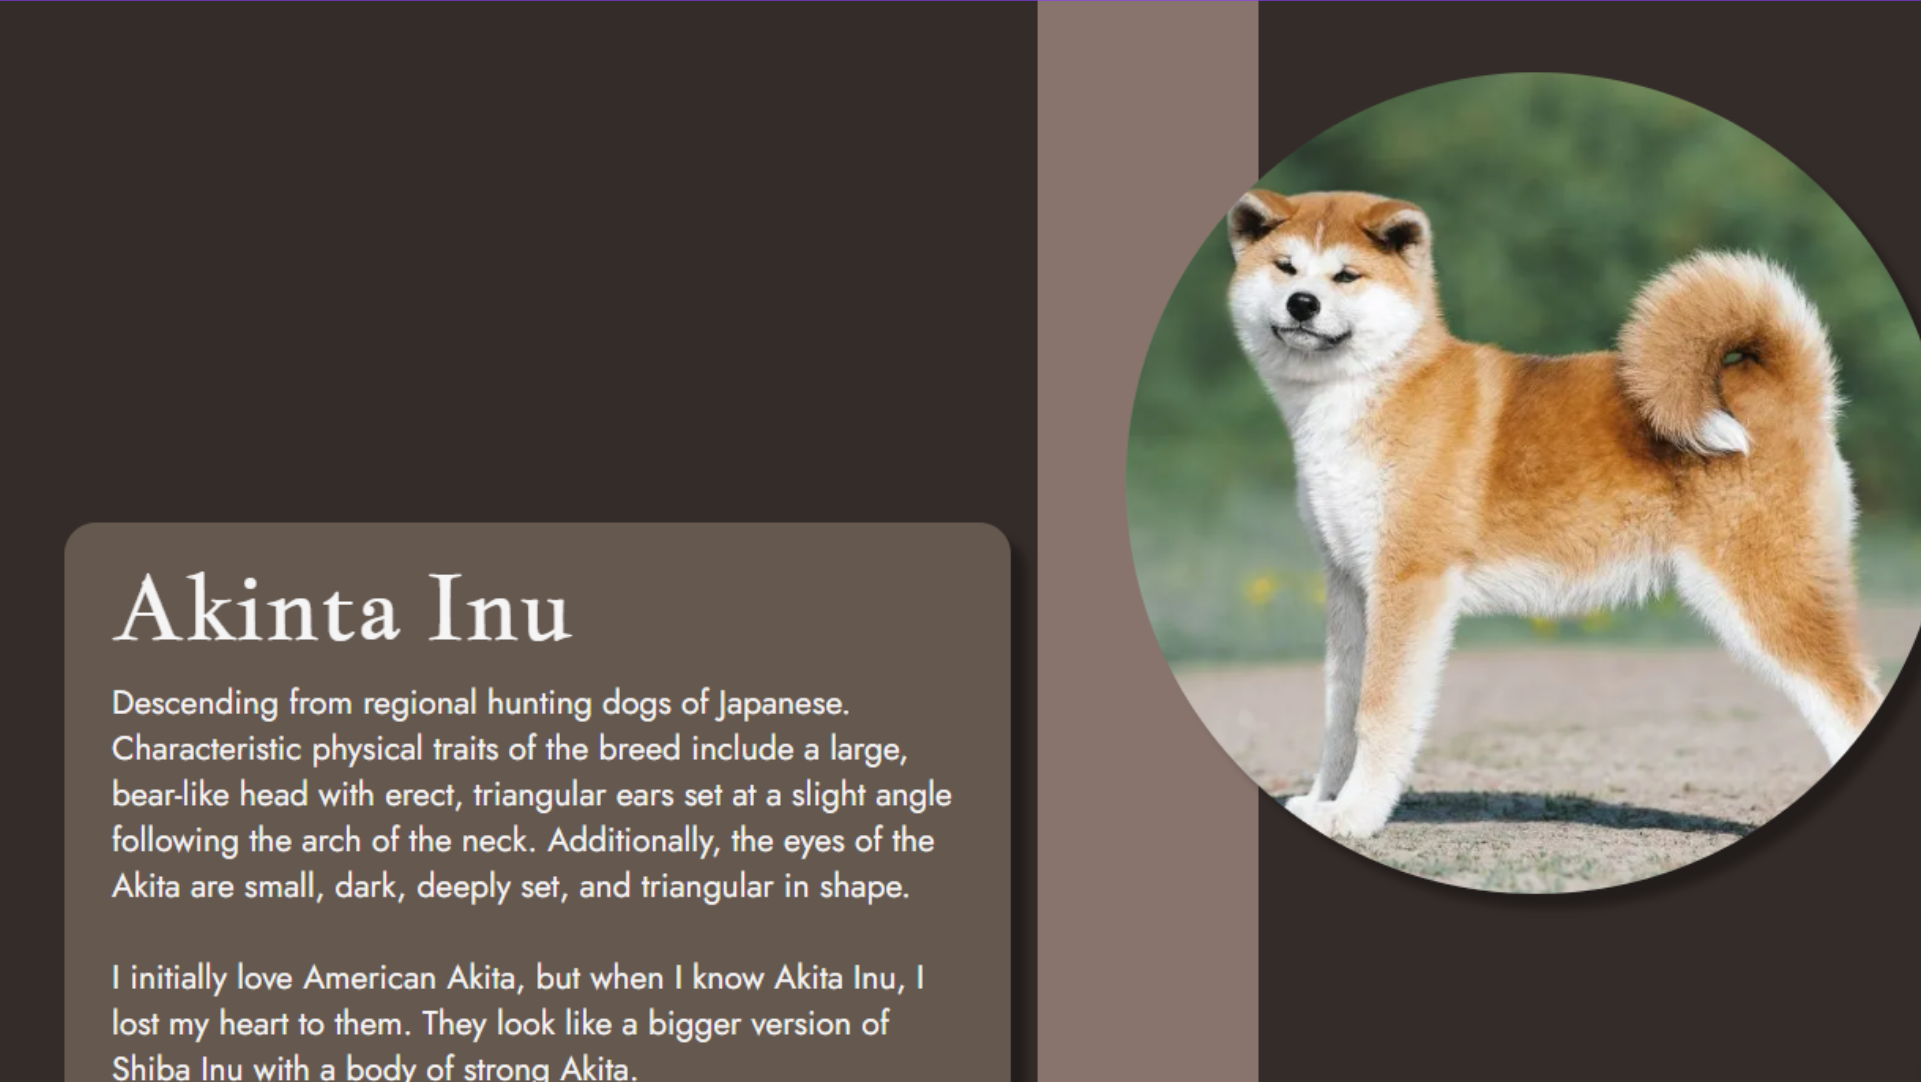 Akinta Inu
Descending from regional hunting dogs of Japanese.
Characteristic physical traits of the breed include a large,
bear-like head with erect, triangular ears set at a slight angle
following the arch of the neck. Additionally, the eyes of the
Akita are small, dark, deeply set, and triangular in shape.
I initially love American Akita, but when I know Akita Inu, I
lost my heart to them. They look like a bigger version of
Shiba Inu with a body of strong Akita.